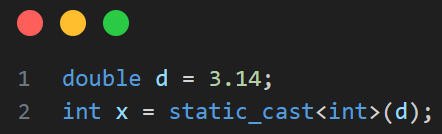 1 double d = 3.14;
2 int x = static_cast<int>(d);